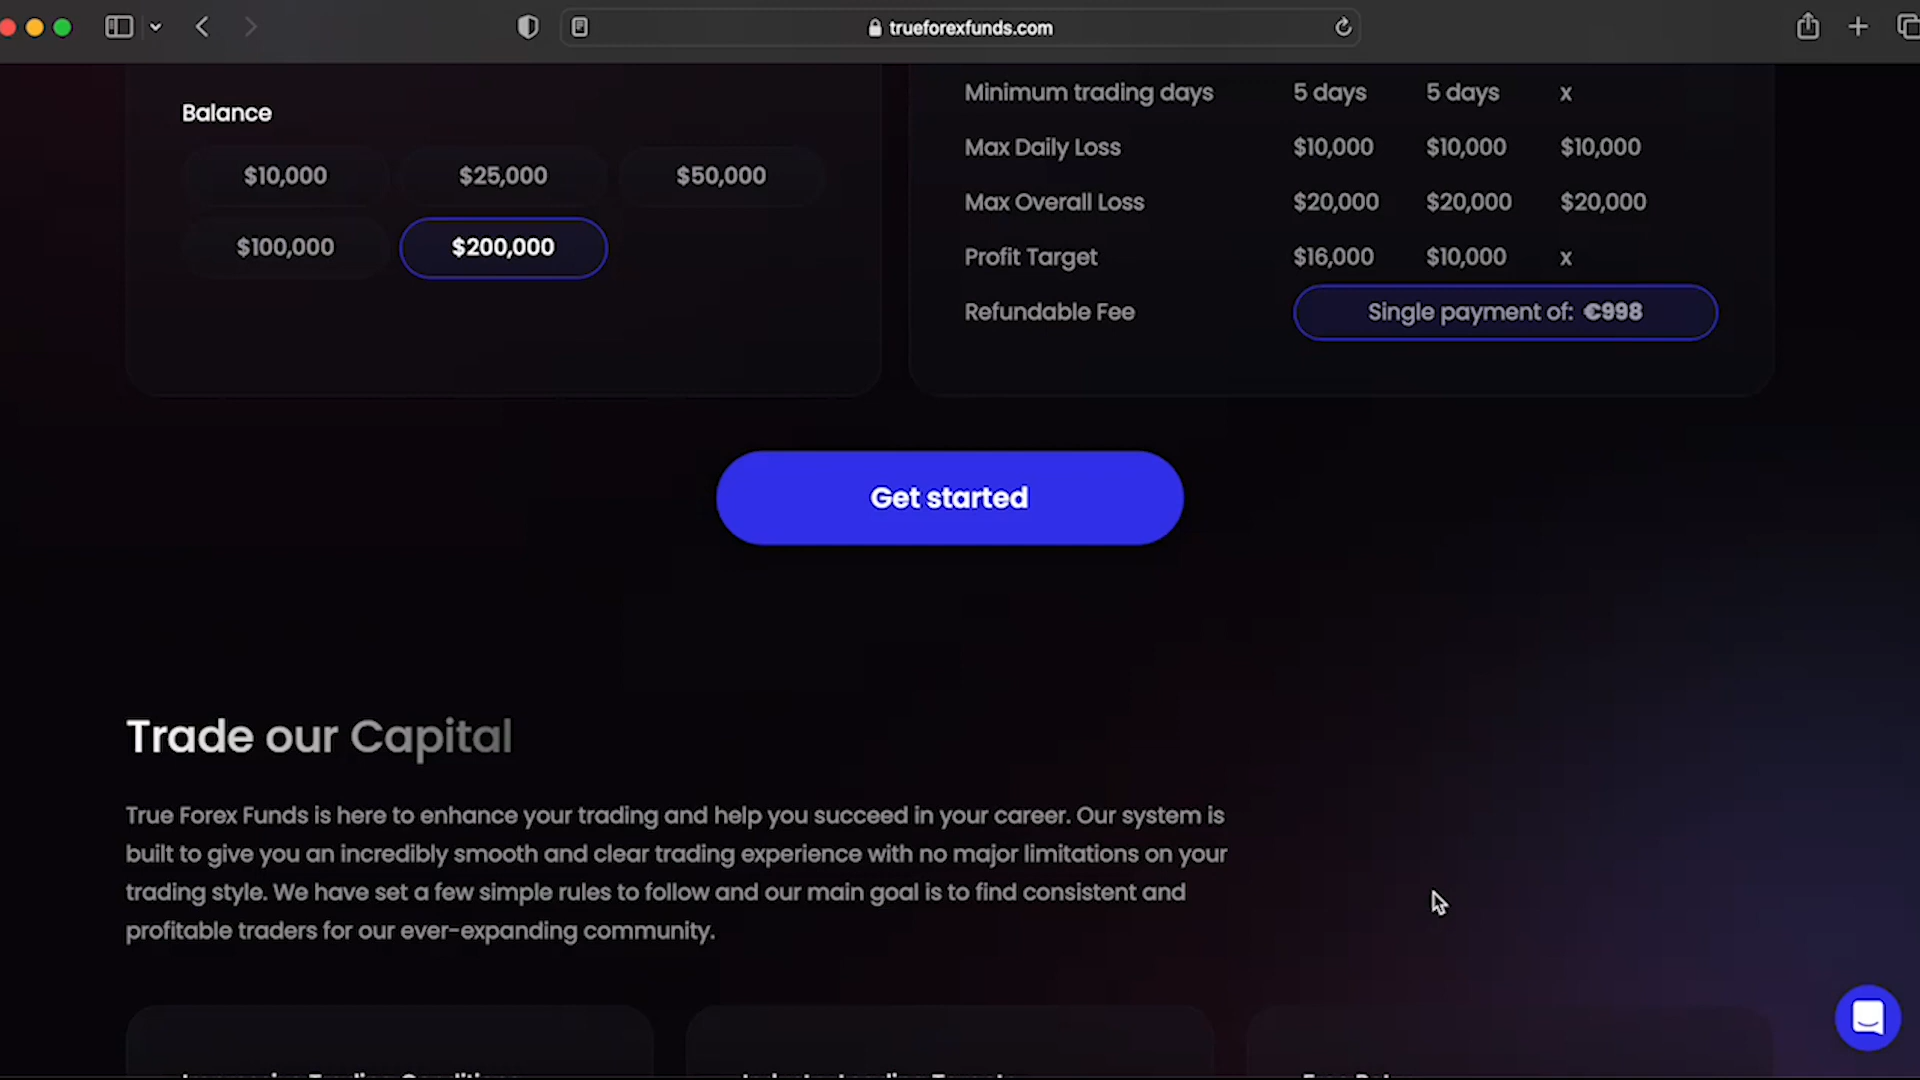 trueforexfunds.com
Balance
$10,000 $25,000 $50,000
$100,000 $200,000
Minimum trading days 5 days 5 days x
Max Daily Loss $10,000 $10,000 $10,000
Max Overall Loss $20,000 $20,000 $20,000
Profit Target $16,000 $10,000 x
Refundable Fee Single payment of: €998
Get started
Trade our Capital
True Forex Funds is here to enhance your trading and help you succeed in your career. Our system is
built to give you an incredibly smooth and clear trading experience with no major limitations on your
trading style. We have set a few simple rules to follow and our main goal is to find consistent and
profitable traders for our ever-expanding community.